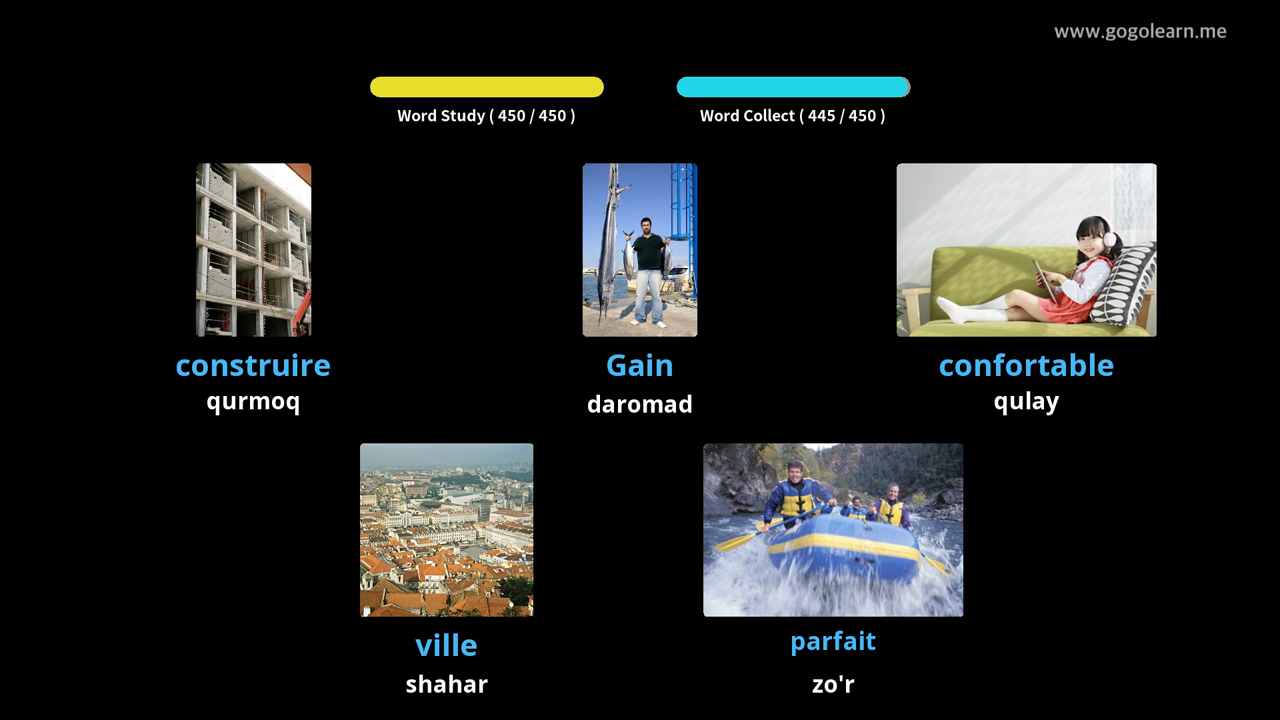 www.gogolearn.me
Word Study ( 450 / 450 )
Word Collect ( 445 / 450 )
construire
qurmoq
Gain
daromad
confortable
qulay
ville
shahar
parfait
zo'r